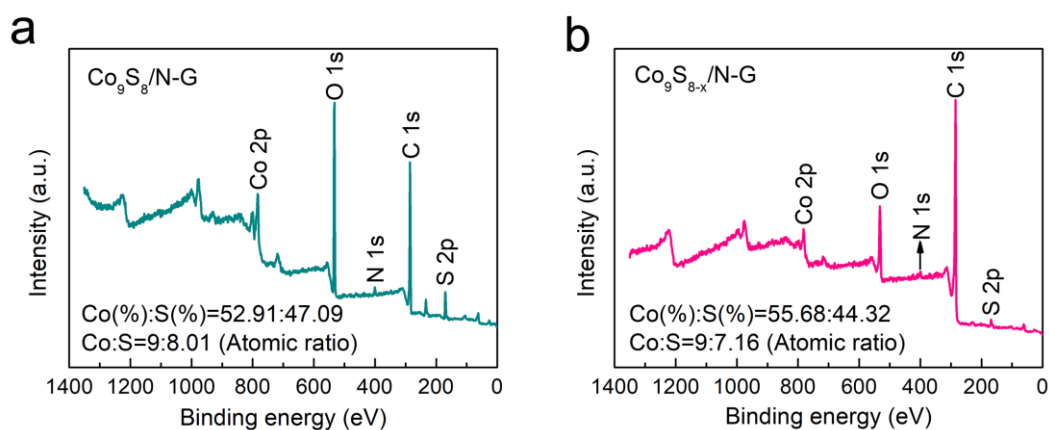 a
Co₉S₈/N-G
O 1s
C 1s
Co 2p
N 1s
S 2p
Intensity (a.u.)
Co(%):S(%)=52.91:47.09
Co:S=9:8.01 (Atomic ratio)
1400 1200 1000 800 600 400 200 0
Binding energy (eV)
b
Co₉S₈₋ₓ/N-G
C 1s
Co 2p
O 1s
N 1s
S 2p
Intensity (a.u.)
Co(%):S(%)=55.68:44.32
Co:S=9:7.16 (Atomic ratio)
1400 1200 1000 800 600 400 200 0
Binding energy (eV)